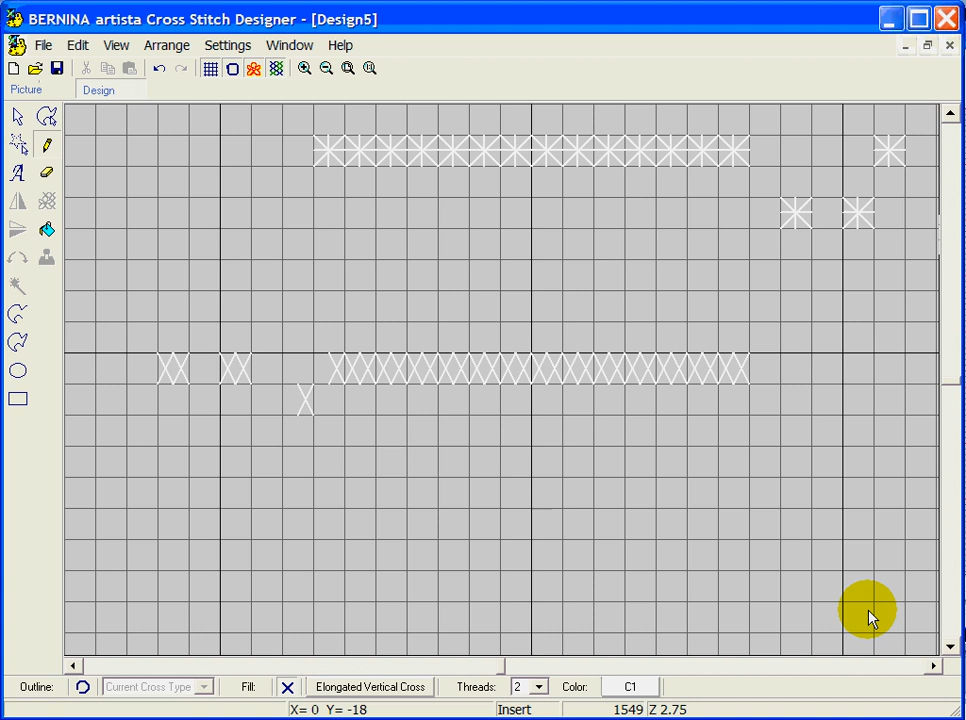 BERNINA artista Cross Stitch Designer - [Design5]
File Edit View Arrange Settings Window Help
Picture Design
A
Outline: Current Cross Type Fill: Elongated Vertical Cross Threads: 2 Color: C1
X= 0 Y= -18 Insert 1549 Z 2.75